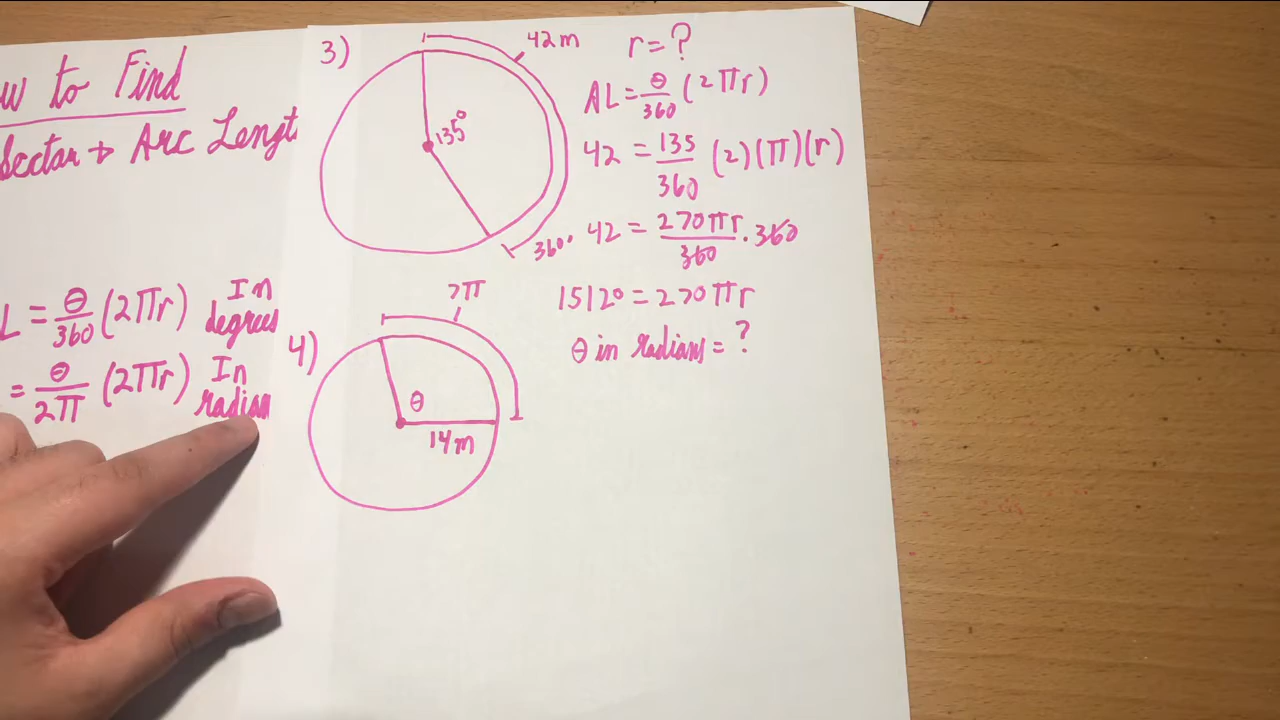 w to Find
Sector → Arc Lengt
L = θ/360 (2πr) In degrees
= θ/2π (2πr) In radian
3)
42m
135°
r = ?
AL = θ/360 (2πr)
42 = 135/360 (2)(π)(r)
360 · 42 = 270πr/360 · 360
15120 = 270πr
4)
7π
θ
14m
θ in radians = ?